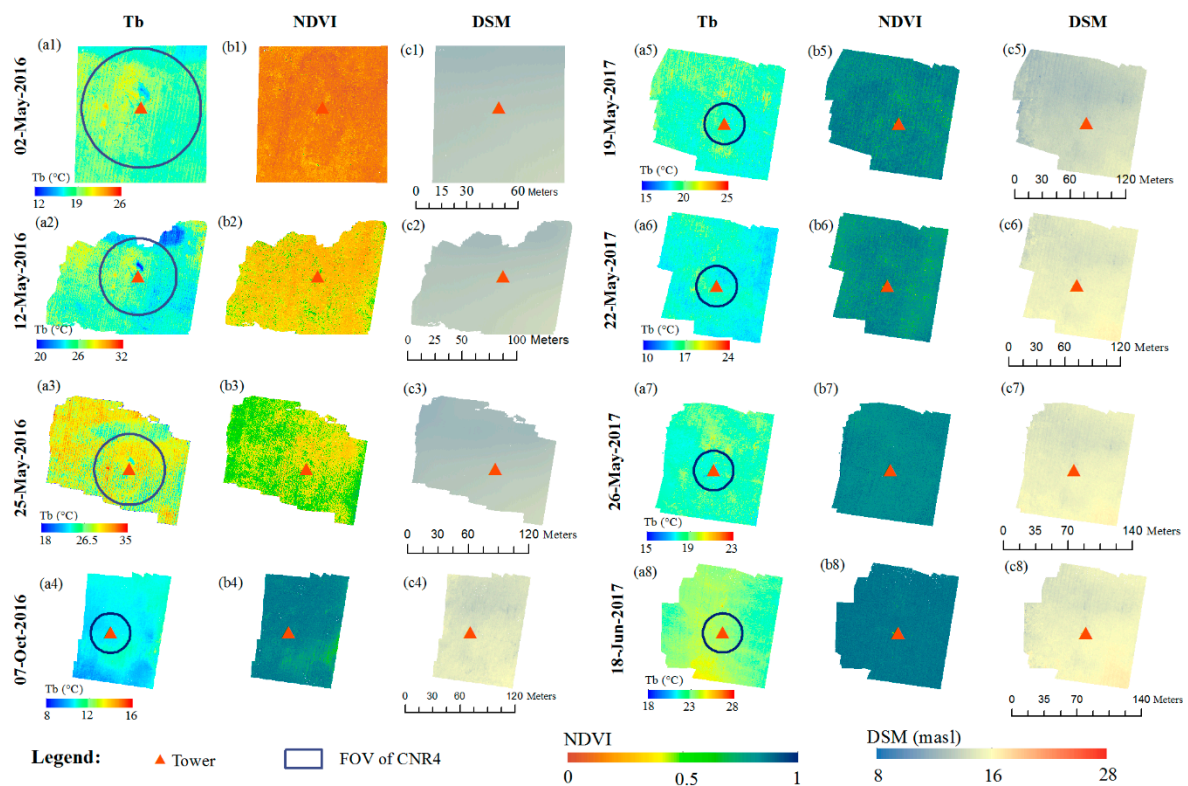 Tb NDVI DSM Tb NDVI DSM
02-May-2016 (a1) (b1) (c1) 19-May-2017 (a5) (b5) (c5)
Tb (°C) 0 15 30 60 Meters Tb (°C) 0 30 60 120 Meters
12 19 26 15 20 25
12-May-2016 (a2) (b2) (c2) 22-May-2017 (a6) (b6) (c6)
Tb (°C) 0 25 50 100 Meters Tb (°C) 0 30 60 120 Meters
20 26 32 10 17 24
25-May-2016 (a3) (b3) (c3) 26-May-2017 (a7) (b7) (c7)
Tb (°C) 0 30 60 120 Meters Tb (°C) 0 35 70 140 Meters
18 26.5 35 15 19 23
07-Oct-2016 (a4) (b4) (c4) 18-Jun-2017 (a8) (b8) (c8)
Tb (°C) 0 30 60 120 Meters Tb (°C) 0 35 70 140 Meters
8 12 16 18 23 28
Legend: Tower FOV of CNR4 NDVI DSM (masl)
0 0.5 1 8 16 28